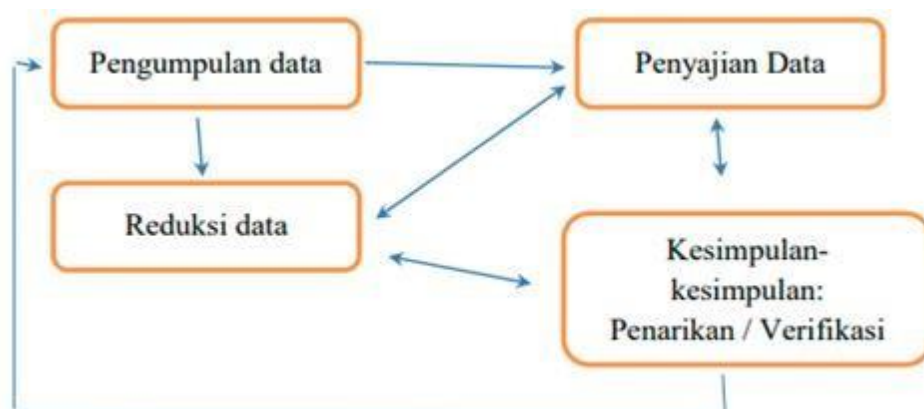 Pengumpulan data
Penyajian Data
Reduksi data
Kesimpulan-
kesimpulan:
Penarikan / Verifikasi